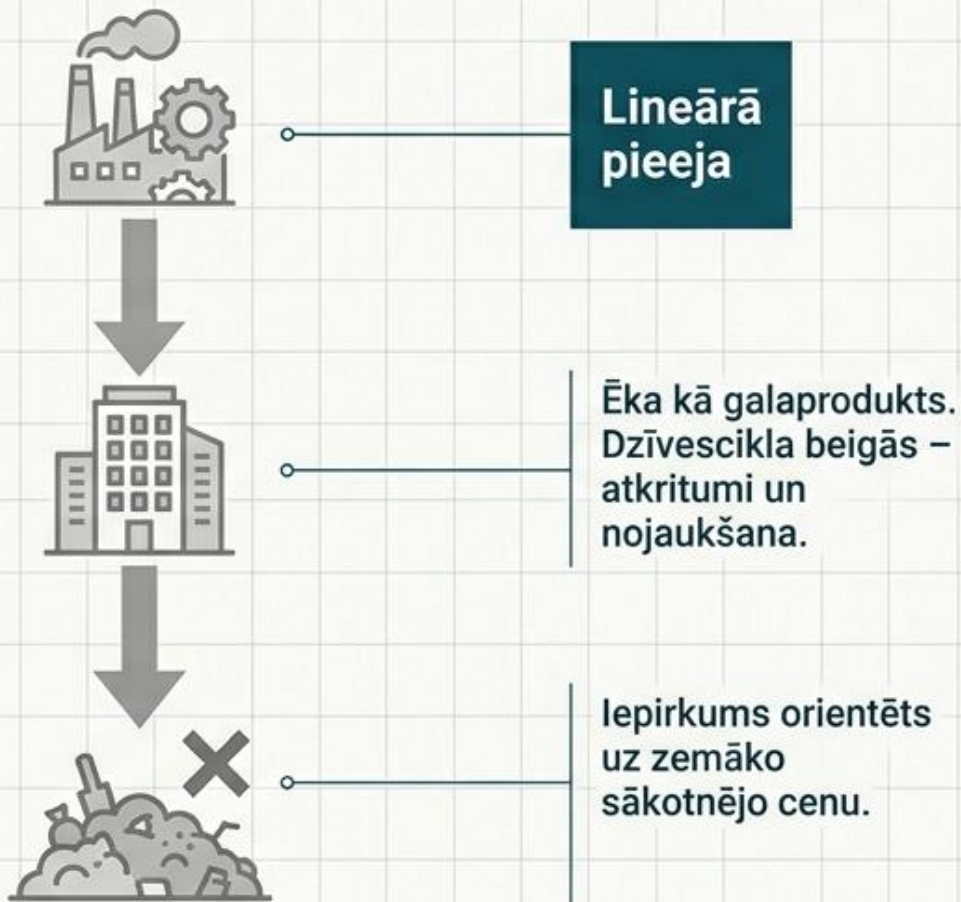 Lineārā
pieeja
Ēka kā galaprodukts.
Dzīvescikla beigās –
atkritumi un
nojaukšana.
Iepirkums orientēts
uz zemāko
sākotnējo cenu.